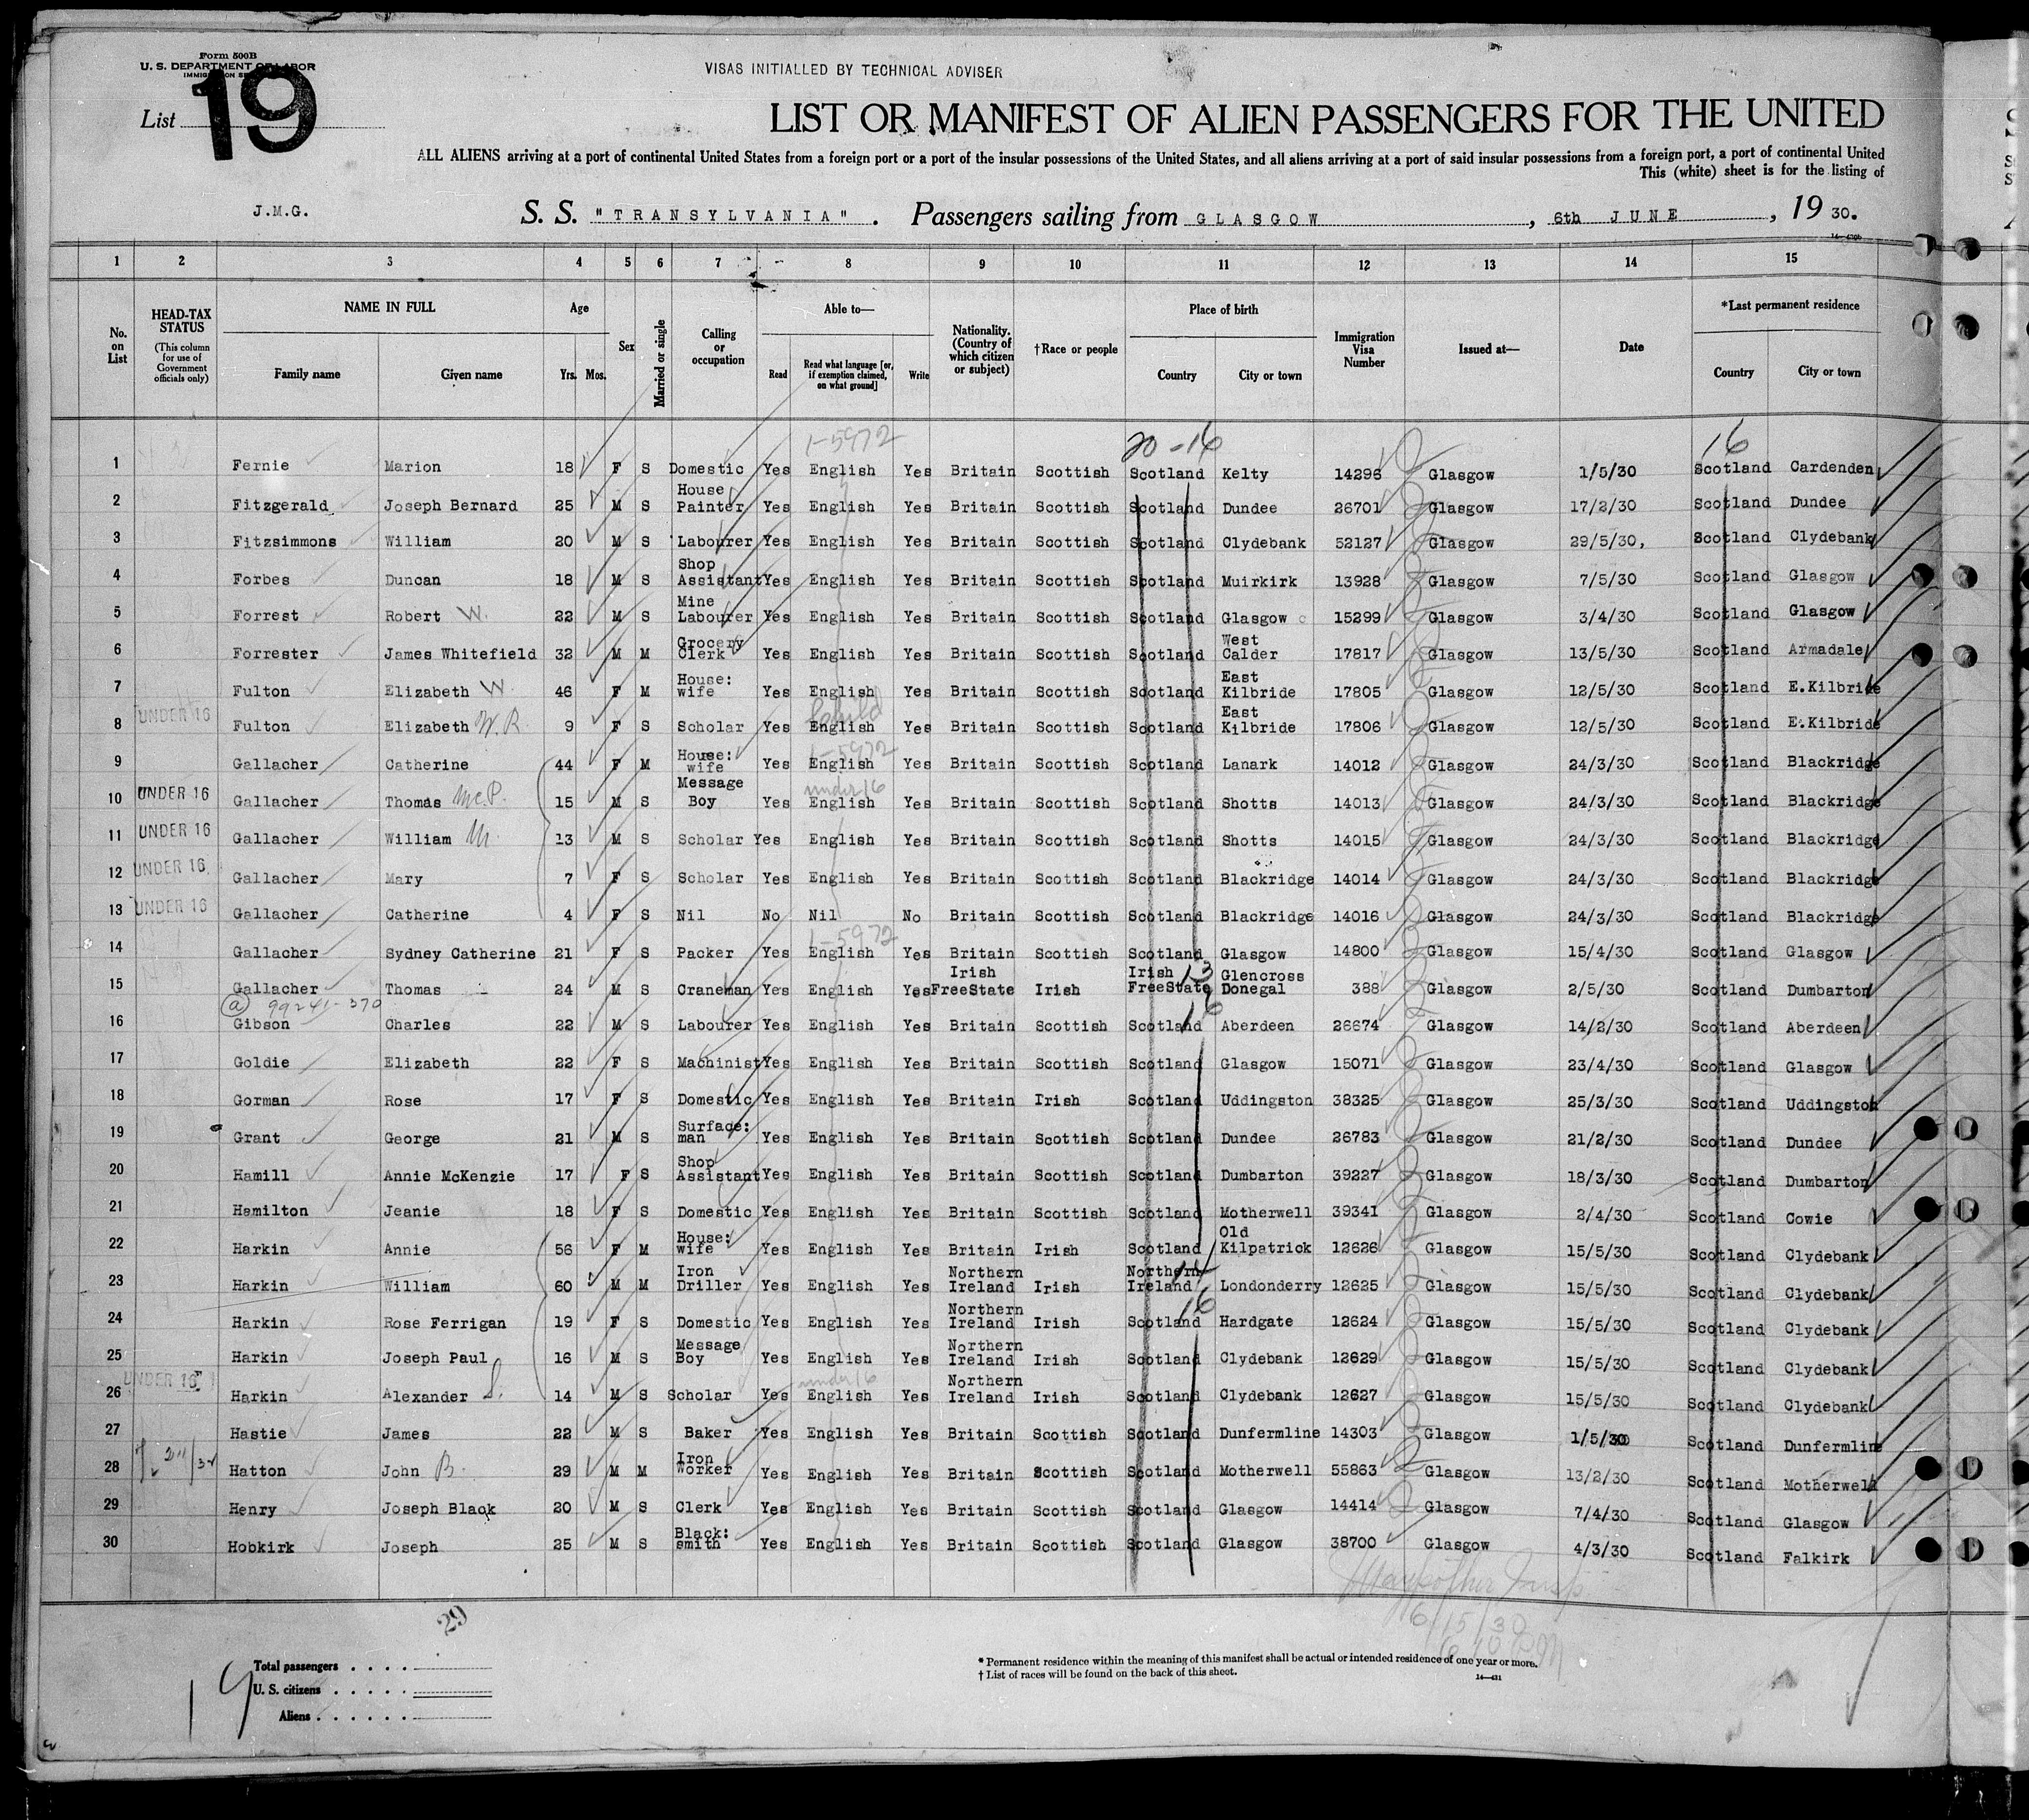 Form 500B
U. S. DEPARTMENT OF LABOR
List 19
VISAS INITIALLED BY TECHNICAL ADVISER
LIST OR MANIFEST OF ALIEN PASSENGERS FOR THE UNITED
ALL ALIENS arriving at a port of continental United States from a foreign port or a port of the insular possessions of the United States, and all aliens arriving at a port of said insular possessions from a foreign port, a port of continental United
This (white) sheet is for the listing of
J.M.G.
S. S. "TRANSYLVANIA". Passengers sailing from GLASGOW, 6th JUNE, 19 30.
1 2 3 4 5 6 7 8 9 10 11 12 13 14 15
No. on List
HEAD-TAX STATUS (This column for use of Government officials only)
NAME IN FULL
Family name
Given name
Age
Yrs. Mos.
Sex
Married or single
Calling or occupation
Able to—
Read
Read what language [or, if exemption claimed, on what ground]
Write
Nationality. (Country of which citizen or subject)
†Race or people
Place of birth
Country
City or town
Immigration Visa Number
Issued at—
Date
*Last permanent residence
Country
City or town
1-5972 20-16 16
1 Fernie Marion 18 F S Domestic Yes English Yes Britain Scottish Scotland Kelty 14296 Glasgow 1/5/30 Scotland Cardenden
2 Fitzgerald Joseph Bernard 25 M S House Painter Yes English Yes Britain Scottish Scotland Dundee 26701 Glasgow 17/2/30 Scotland Dundee
3 Fitzsimmons William 20 M S Labourer Yes English Yes Britain Scottish Scotland Clydebank 52127 Glasgow 29/5/30, Scotland Clydebank
4 Forbes Duncan 18 M S Shop Assistant Yes English Yes Britain Scottish Scotland Muirkirk 13928 Glasgow 7/5/30 Scotland Glasgow
5 Forrest Robert W. 22 M S Mine Labourer Yes English Yes Britain Scottish Scotland Glasgow 15299 Glasgow 3/4/30 Scotland Glasgow
6 Forrester James Whitefield 32 M M Grocery Clerk Yes English Yes Britain Scottish Scotland West Calder 17817 Glasgow 13/5/30 Scotland Armadale
7 Fulton Elizabeth W. 46 F M House: wife Yes English Yes Britain Scottish Scotland East Kilbride 17805 Glasgow 12/5/30 Scotland E.Kilbride
8 UNDER 16 Fulton Elizabeth W.R. 9 F S Scholar Yes child English Yes Britain Scottish Scotland East Kilbride 17806 Glasgow 12/5/30 Scotland E.Kilbride
9 Gallacher Catherine 44 F M House: wife Yes 1-5972 English Yes Britain Scottish Scotland Lanark 14012 Glasgow 24/3/30 Scotland Blackridge
10 UNDER 16 Gallacher Thomas McP. 15 M S Message Boy Yes under 16 English Yes Britain Scottish Scotland Shotts 14013 Glasgow 24/3/30 Scotland Blackridge
11 UNDER 16 Gallacher William M. 13 M S Scholar Yes English Yes Britain Scottish Scotland Shotts 14015 Glasgow 24/3/30 Scotland Blackridge
12 UNDER 16 Gallacher Mary 7 F S Scholar Yes English Yes Britain Scottish Scotland Blackridge 14014 Glasgow 24/3/30 Scotland Blackridge
13 UNDER 16 Gallacher Catherine 4 F S Nil No Nil No Britain Scottish Scotland Blackridge 14016 Glasgow 24/3/30 Scotland Blackridge
14 Gallacher Sydney Catherine 21 F S Packer Yes 1-5972 English Yes Britain Scottish Scotland Glasgow 14800 Glasgow 15/4/30 Scotland Glasgow
15 Gallacher Thomas 24 M S Craneman Yes English Yes Irish FreeState Irish Irish FreeState 13 Glencross Donegal 388 Glasgow 2/5/30 Scotland Dumbarton
(a) 99241-370
16 Gibson Charles 22 M S Labourer Yes English Yes Britain Scottish Scotland 16 Aberdeen 26674 Glasgow 14/2/30 Scotland Aberdeen
17 Goldie Elizabeth 22 F S Machinist Yes English Yes Britain Scottish Scotland Glasgow 15071 Glasgow 23/4/30 Scotland Glasgow
18 Gorman Rose 17 F S Domestic Yes English Yes Britain Irish Scotland Uddingston 38325 Glasgow 25/3/30 Scotland Uddingston
19 Grant George 21 M S Surface: man Yes English Yes Britain Scottish Scotland Dundee 26783 Glasgow 21/2/30 Scotland Dundee
20 Hamill Annie McKenzie 17 F S Shop Assistant Yes English Yes Britain Scottish Scotland Dumbarton 39227 Glasgow 18/3/30 Scotland Dumbarton
21 Hamilton Jeanie 18 F S Domestic Yes English Yes Britain Scottish Scotland Motherwell 39341 Glasgow 2/4/30 Scotland Cowie
22 Harkin Annie 56 F M House: wife Yes English Yes Britain Irish Scotland Old Kilpatrick 12626 Glasgow 15/5/30 Scotland Clydebank
23 Harkin William 60 M M Iron Driller Yes English Yes Northern Ireland Irish Northern Ireland Londonderry 12625 Glasgow 15/5/30 Scotland Clydebank
24 Harkin Rose Ferrigan 19 F S Domestic Yes English Yes Northern Ireland Irish Scotland 16 Hardgate 12624 Glasgow 15/5/30 Scotland Clydebank
25 Harkin Joseph Paul 16 M S Message Boy Yes English Yes Northern Ireland Irish Scotland Clydebank 12629 Glasgow 15/5/30 Scotland Clydebank
26 UNDER 16 Harkin Alexander S. 14 M S Scholar Yes under 16 English Yes Northern Ireland Irish Scotland Clydebank 12627 Glasgow 15/5/30 Scotland Clydebank
27 Hastie James 22 M S Baker Yes English Yes Britain Scottish Scotland Dunfermline 14303 Glasgow 1/5/30 Scotland Dunfermline
28 Hatton John B. 29 M M Iron Worker Yes English Yes Britain Scottish Scotland Motherwell 55863 Glasgow 13/2/30 Scotland Motherwell
29 Henry Joseph Black 20 M S Clerk Yes English Yes Britain Scottish Scotland Glasgow 14414 Glasgow 7/4/30 Scotland Glasgow
30 Hobkirk Joseph 25 M S Black: smith Yes English Yes Britain Scottish Scotland Glasgow 38700 Glasgow 4/3/30 Scotland Falkirk
6/15/30
29
19
Total passengers . . . .
U. S. citizens . . . . .
Aliens . . . . . .
* Permanent residence within the meaning of this manifest shall be actual or intended residence of one year or more.
† List of races will be found on the back of this sheet.